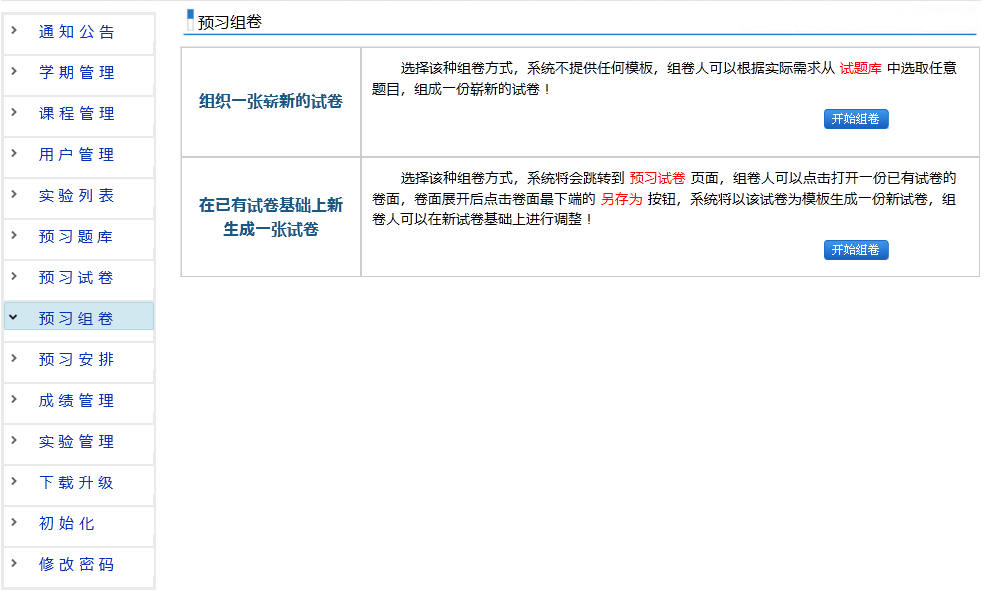 通知公告
学期管理
课程管理
用户管理
实验列表
预习题库
预习试卷
预习组卷
预习安排
成绩管理
实验管理
下载升级
初始化
修改密码
预习组卷
组织一张崭新的试卷
选择该种组卷方式，系统不提供任何模板，组卷人可以根据实际需求从 试题库 中选取任意
题目，组成一份崭新的试卷！
开始组卷
在已有试卷基础上新
生成一张试卷
选择该种组卷方式，系统将会跳转到 预习试卷 页面，组卷人可以点击打开一份已有试卷的
卷面，卷面展开后点击卷面最下端的 另存为 按钮，系统将以该试卷为模板生成一份新试卷，组
卷人可以在新试卷基础上进行调整！
开始组卷